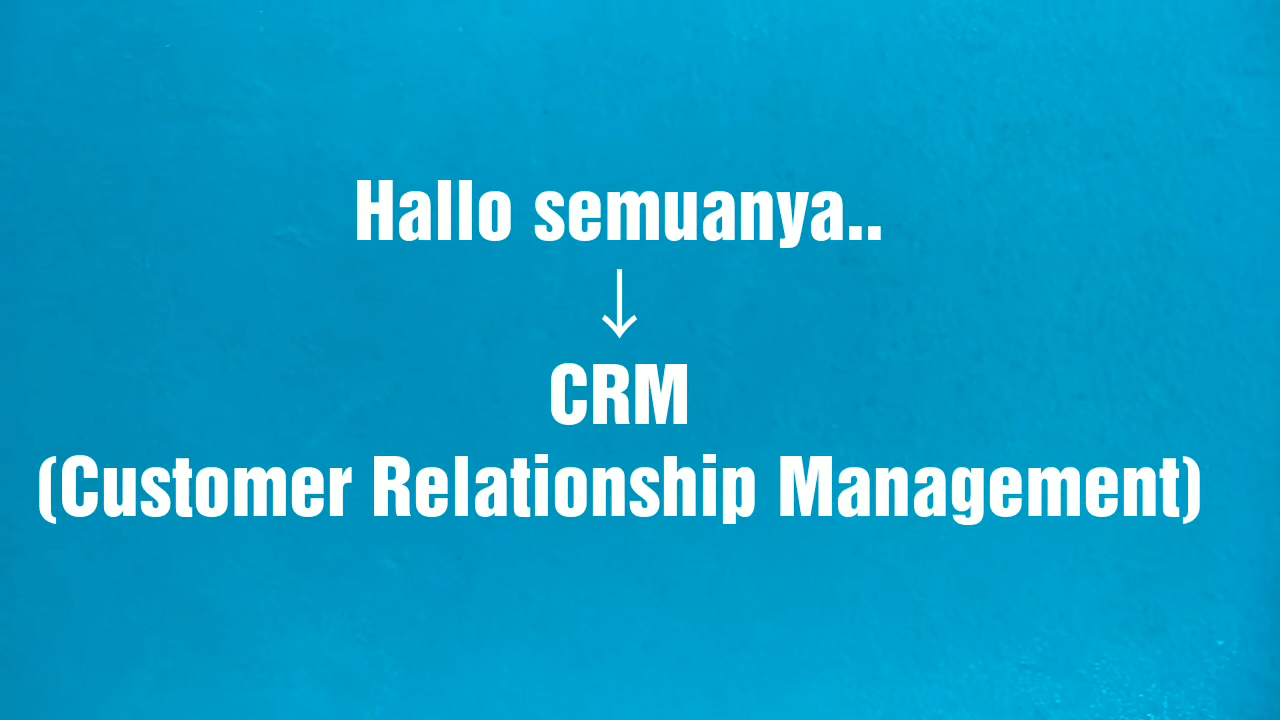 Hallo semuanya..
↓
CRM
(Customer Relationship Management)